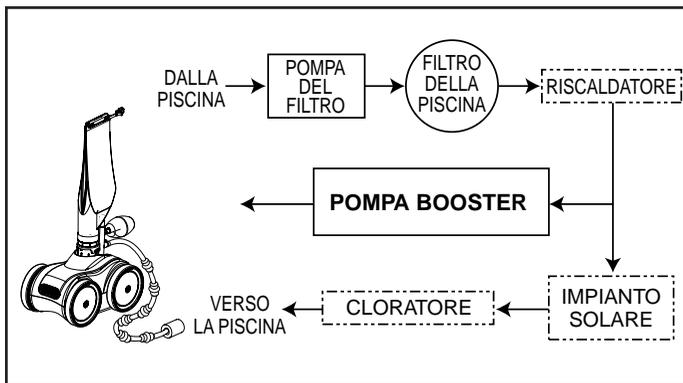 DALLA
PISCINA
POMPA
DEL
FILTRO
FILTRO
DELLA
PISCINA
RISCALDATORE
POMPA BOOSTER
VERSO
LA PISCINA
CLORATORE
IMPIANTO
SOLARE